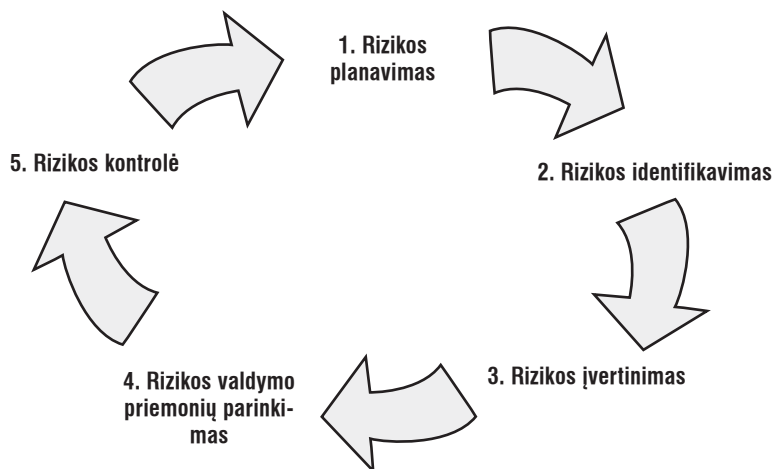 1. Rizikos
planavimas
2. Rizikos identifikavimas
3. Rizikos įvertinimas
4. Rizikos valdymo
priemonių parinki-
mas
5. Rizikos kontrolė